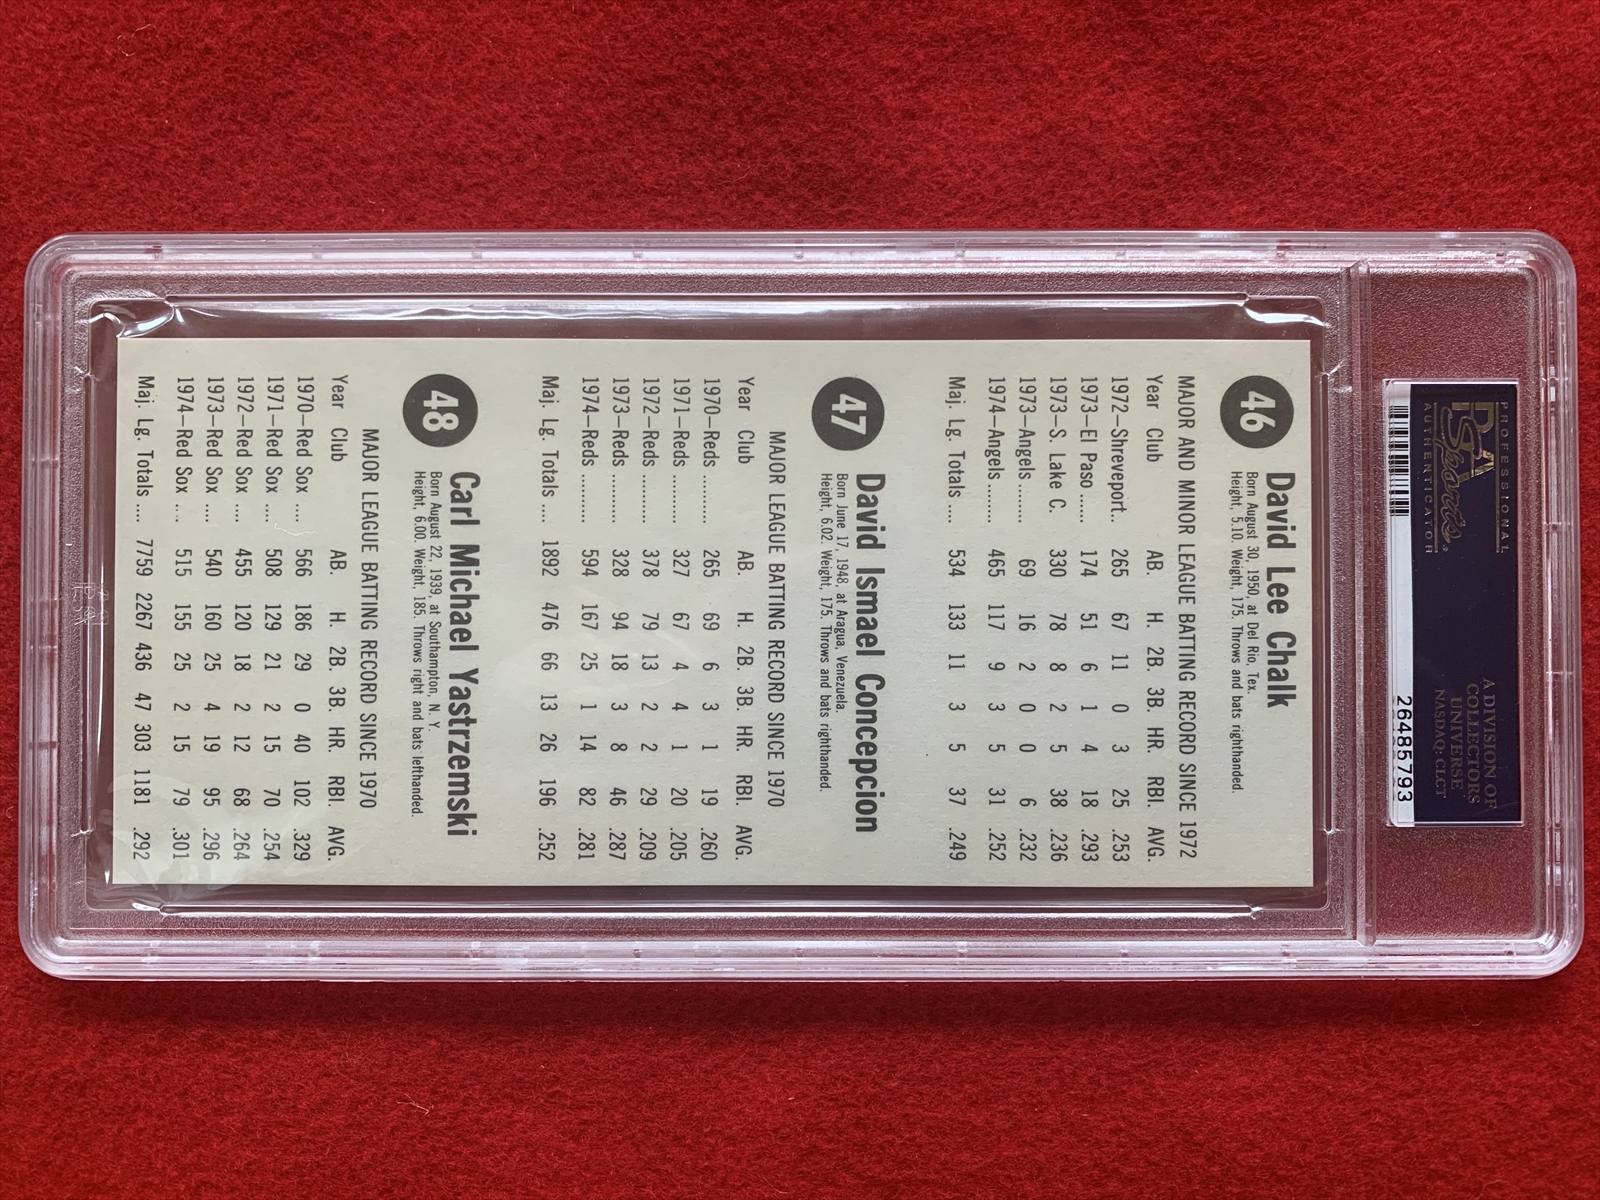 PROFESSIONAL
PSA
Sports.
AUTHENTICATOR
A DIVISION OF
COLLECTORS
UNIVERSE
NASDAQ: CLCT
26485793
46 David Lee Chalk
Born August 30, 1950, at Del Rio, Tex.
Height, 5.10. Weight, 175. Throws and bats righthanded.
MAJOR AND MINOR LEAGUE BATTING RECORD SINCE 1972
Year Club AB. H. 2B. 3B. HR. RBI. AVG.
1972—Shreveport.. 265 67 11 0 3 25 .253
1973—El Paso ...... 174 51 6 1 4 18 .293
1973—S. Lake C. 330 78 8 2 5 38 .236
1973—Angels ...... 69 16 2 0 0 6 .232
1974—Angels ...... 465 117 9 3 5 31 .252
Maj. Lg. Totals .... 534 133 11 3 5 37 .249
47 David Ismael Concepcion
Born June 17, 1948, at Aragua, Venezuela.
Height, 6.02. Weight, 175. Throws and bats righthanded.
MAJOR LEAGUE BATTING RECORD SINCE 1970
Year Club AB. H. 2B. 3B. HR. RBI. AVG.
1970—Reds .......... 265 69 6 3 1 19 .260
1971—Reds .......... 327 67 4 4 1 20 .205
1972—Reds .......... 378 79 13 2 2 29 .209
1973—Reds .......... 328 94 18 3 8 46 .287
1974—Reds .......... 594 167 25 1 14 82 .281
Maj. Lg. Totals .... 1892 476 66 13 26 196 .252
48 Carl Michael Yastrzemski
Born August 22, 1939, at Southampton, N. Y.
Height, 6.00. Weight, 185. Throws right and bats lefthanded.
MAJOR LEAGUE BATTING RECORD SINCE 1970
Year Club AB. H. 2B. 3B. HR. RBI. AVG.
1970—Red Sox .... 566 186 29 0 40 102 .329
1971—Red Sox .... 508 129 21 2 15 70 .254
1972—Red Sox .... 455 120 18 2 12 68 .264
1973—Red Sox .... 540 160 25 4 19 95 .296
1974—Red Sox .... 515 155 25 2 15 79 .301
Maj. Lg. Totals .... 7759 2267 436 47 303 1181 .292